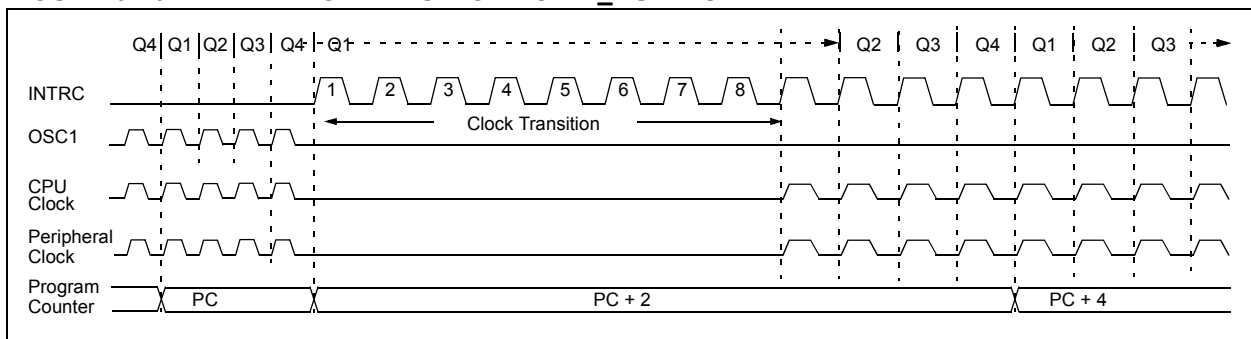 Q4 Q1 Q2 Q3 Q4 Q1 Q2 Q3 Q4 Q1 Q2 Q3
INTRC
1 2 3 4 5 6 7 8
Clock Transition
OSC1
CPU
Clock
Peripheral
Clock
Program
Counter
PC PC + 2 PC + 4